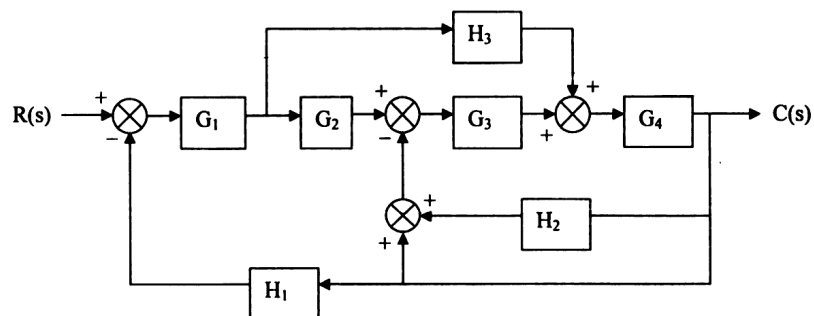 H₃
+
+
+
R(s)
G₁
G₂
G₃
G₄
C(s)
−
−
+
+
H₂
+
H₁